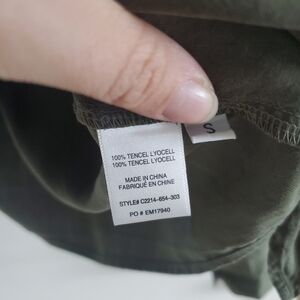 S
100% TENCEL LYOCELL
100% TENCEL LYOCELL
MADE IN CHINA
FABRIQUÉ EN CHINE
STYLE# C2214-654-303
PO # EM17940